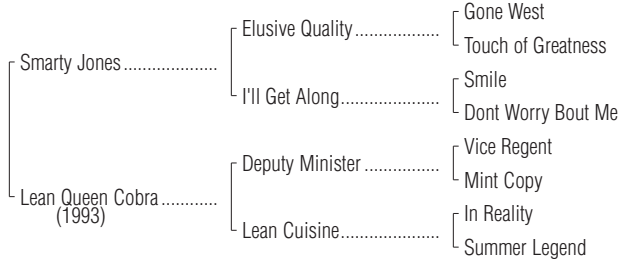 Gone West
Elusive Quality..................
Touch of Greatness
Smarty Jones....................
Smile
I'll Get Along.....................
Dont Worry Bout Me
Vice Regent
Deputy Minister................
Mint Copy
Lean Queen Cobra............
(1993)
In Reality
Lean Cuisine.....................
Summer Legend